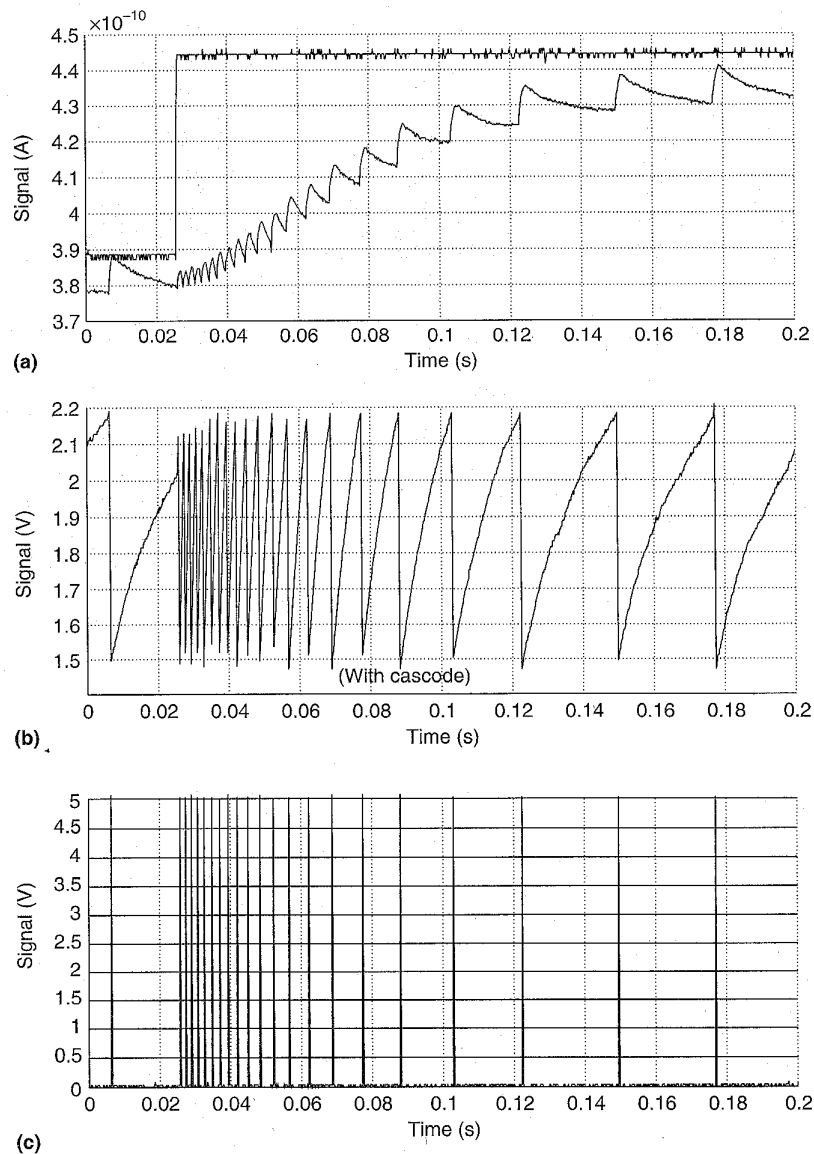 ×10⁻¹⁰
4.5
4.4
4.3
4.2
4.1
4
3.9
3.8
3.7
Signal (A)
0 0.02 0.04 0.06 0.08 0.1 0.12 0.14 0.16 0.18 0.2
Time (s)
(a)
2.2
2.1
2
1.9
1.8
1.7
1.6
1.5
Signal (V)
(With cascode)
0 0.02 0.04 0.06 0.08 0.1 0.12 0.14 0.16 0.18 0.2
Time (s)
(b)
5
4.5
4
3.5
3
2.5
2
1.5
1
0.5
0
Signal (V)
0 0.02 0.04 0.06 0.08 0.1 0.12 0.14 0.16 0.18 0.2
Time (s)
(c)